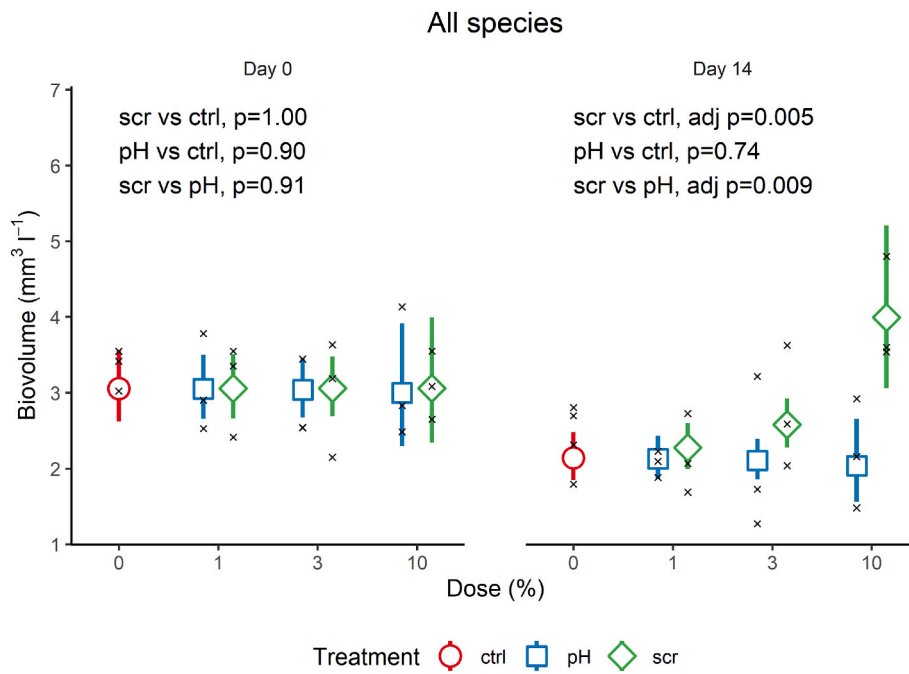 All species
Day 0
Day 14
7
6
5
4
3
2
1
Biovolume (mm³ l⁻¹)
scr vs ctrl, p=1.00
pH vs ctrl, p=0.90
scr vs pH, p=0.91
scr vs ctrl, adj p=0.005
pH vs ctrl, p=0.74
scr vs pH, adj p=0.009
0 1 3 10
0 1 3 10
Dose (%)
Treatment ctrl pH scr